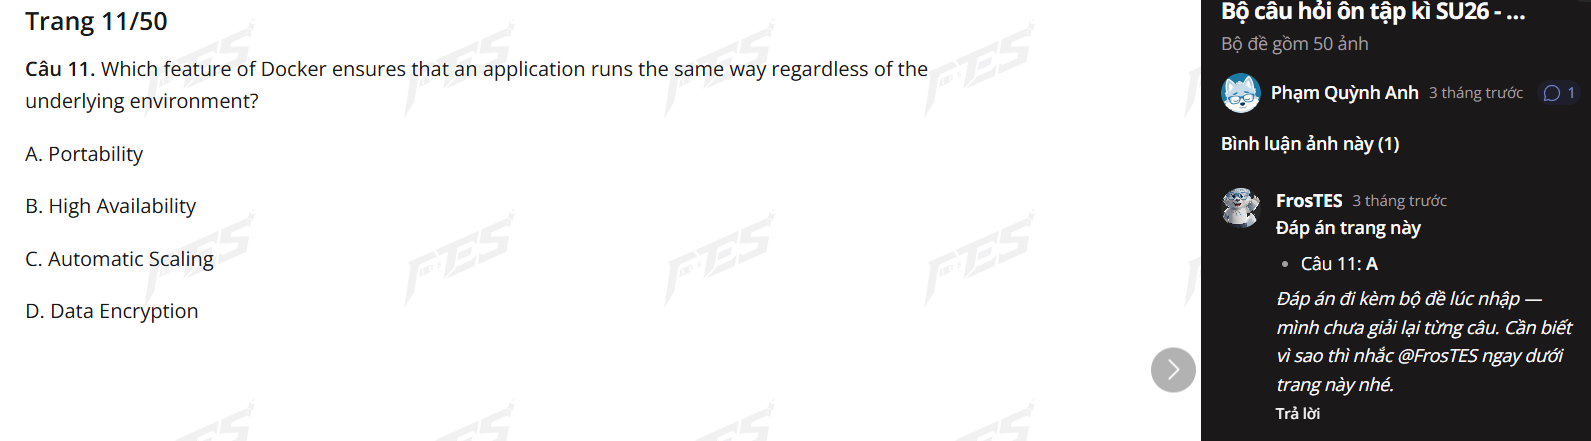 Trang 11/50
Câu 11. Which feature of Docker ensures that an application runs the same way regardless of the
underlying environment?
A. Portability
B. High Availability
C. Automatic Scaling
D. Data Encryption
Bộ câu hỏi ôn tập kì SU26 - ...
Bộ đề gồm 50 ảnh
Phạm Quỳnh Anh 3 tháng trước 1
Bình luận ảnh này (1)
FrosTES 3 tháng trước
Đáp án trang này
• Câu 11: A
Đáp án đi kèm bộ đề lúc nhập —
mình chưa giải lại từng câu. Cần biết
vì sao thì nhắc @FrosTES ngay dưới
trang này nhé.
Trả lời